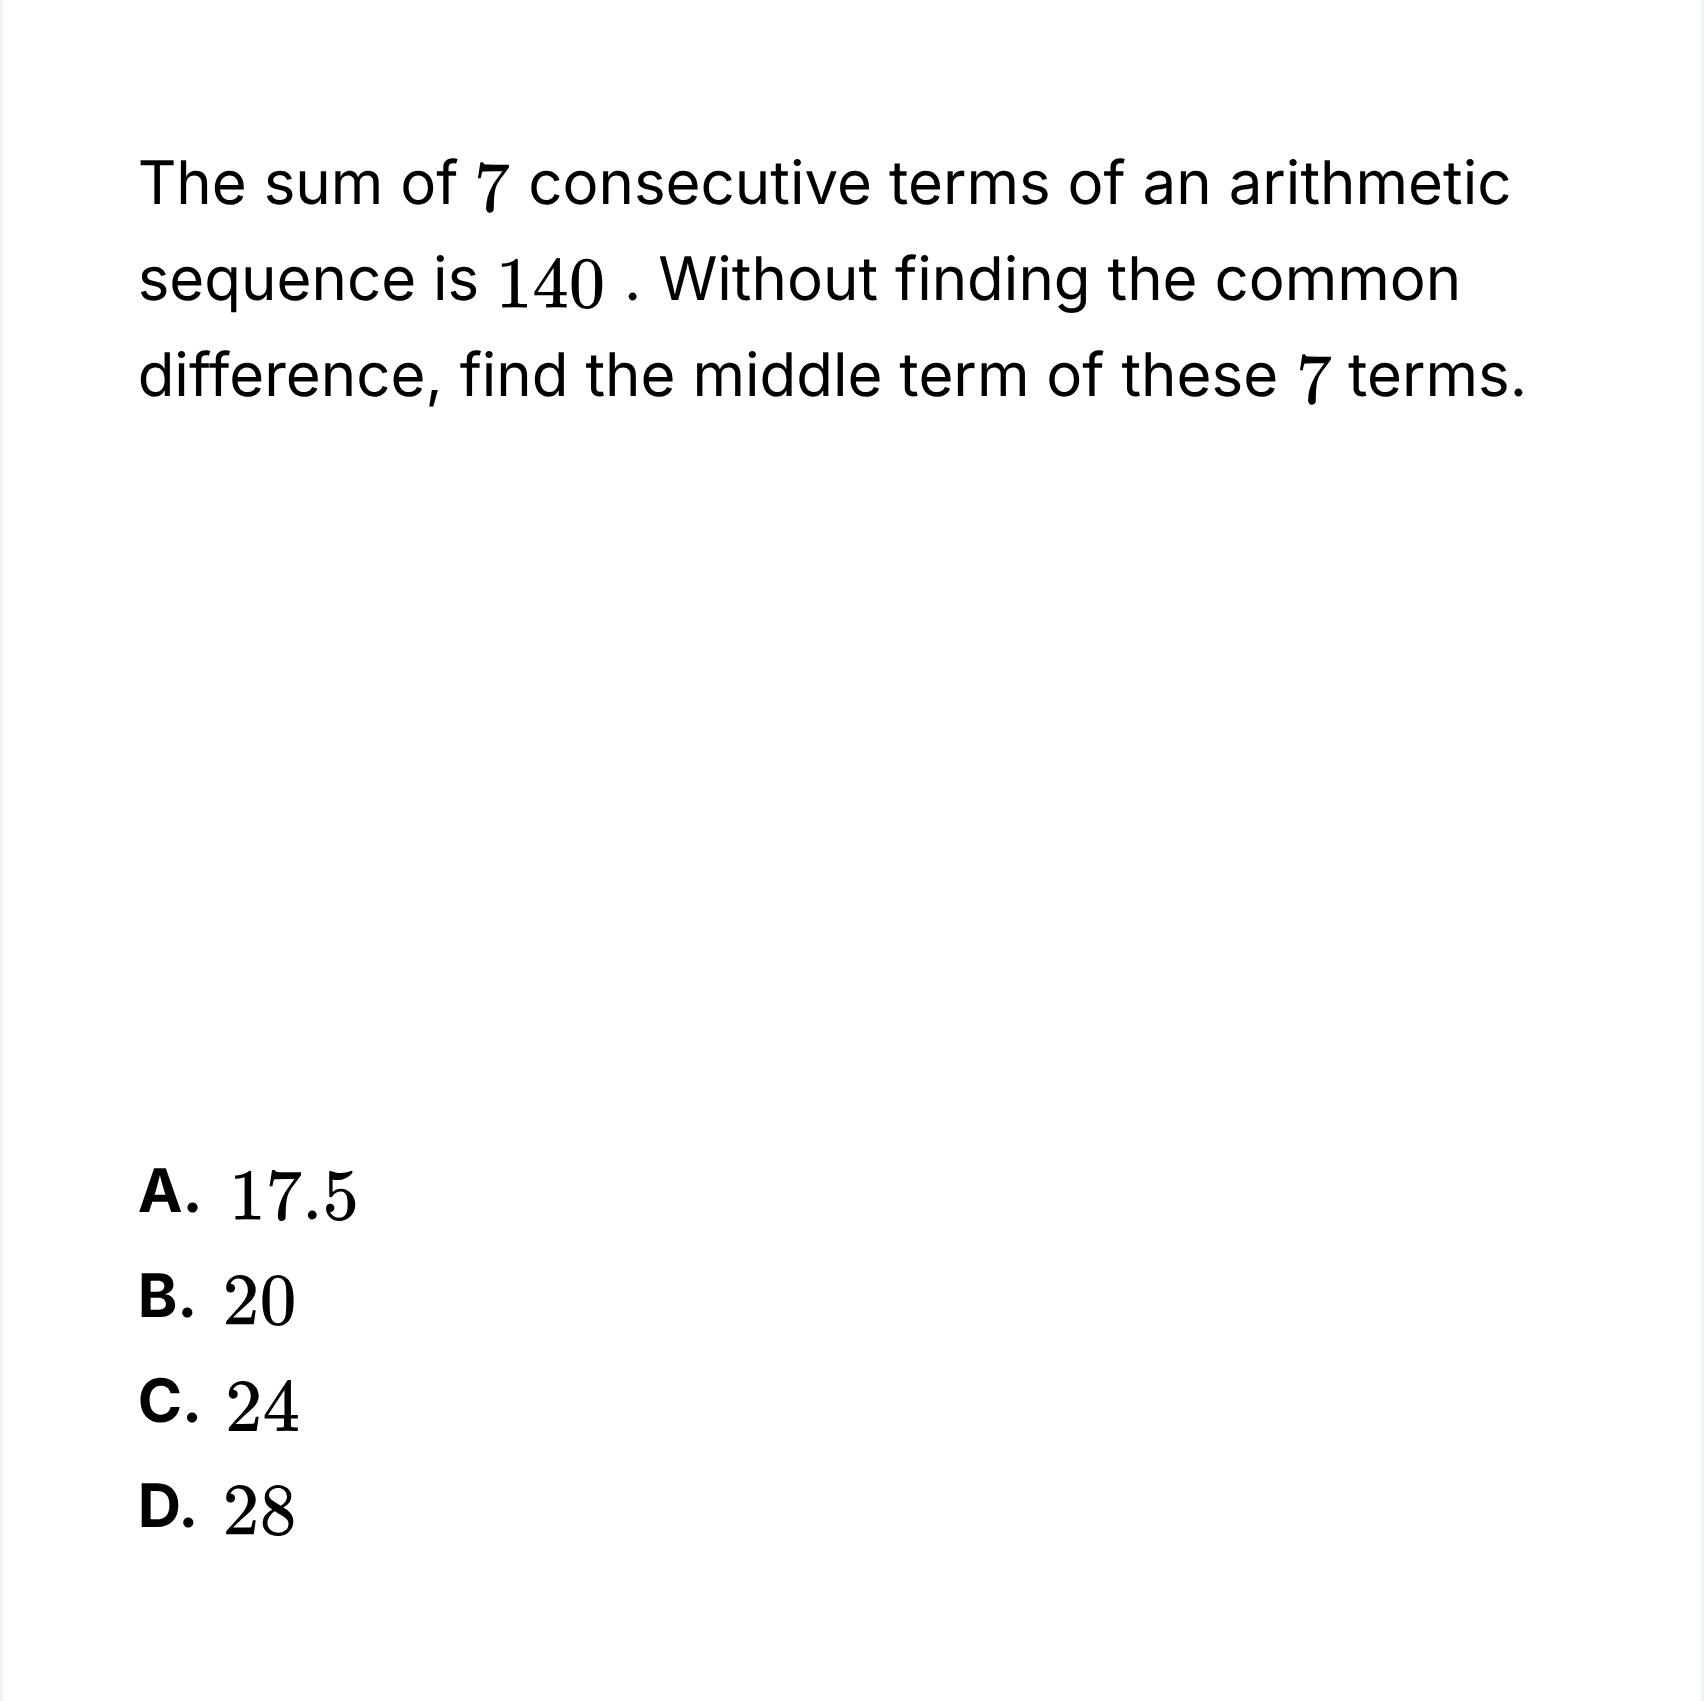 The sum of 7 consecutive terms of an arithmetic
sequence is 140 . Without finding the common
difference, find the middle term of these 7 terms.
A. 17.5
B. 20
C. 24
D. 28